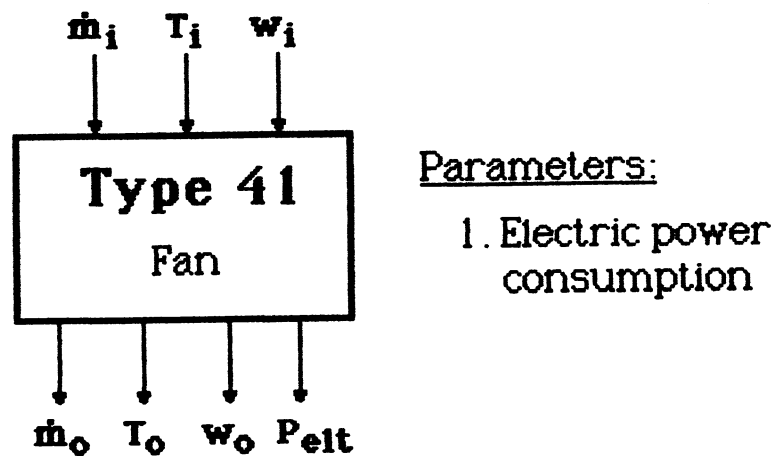 ṁi Ti wi
Type 41
Fan
ṁo To wo Pelt
Parameters:
1. Electric power
consumption